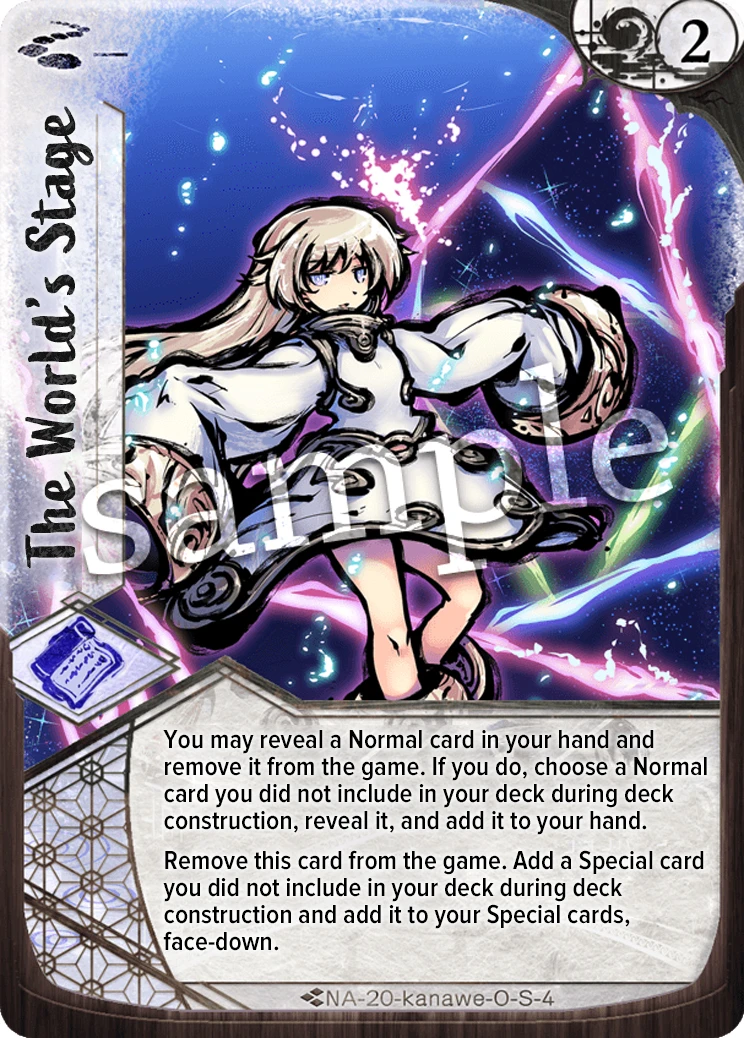 2
The World's Stage
sample
You may reveal a Normal card in your hand and
remove it from the game. If you do, choose a Normal
card you did not include in your deck during deck
construction, reveal it, and add it to your hand.
Remove this card from the game. Add a Special card
you did not include in your deck during deck
construction and add it to your Special cards,
face-down.
NA-20-kanawe-O-S-4